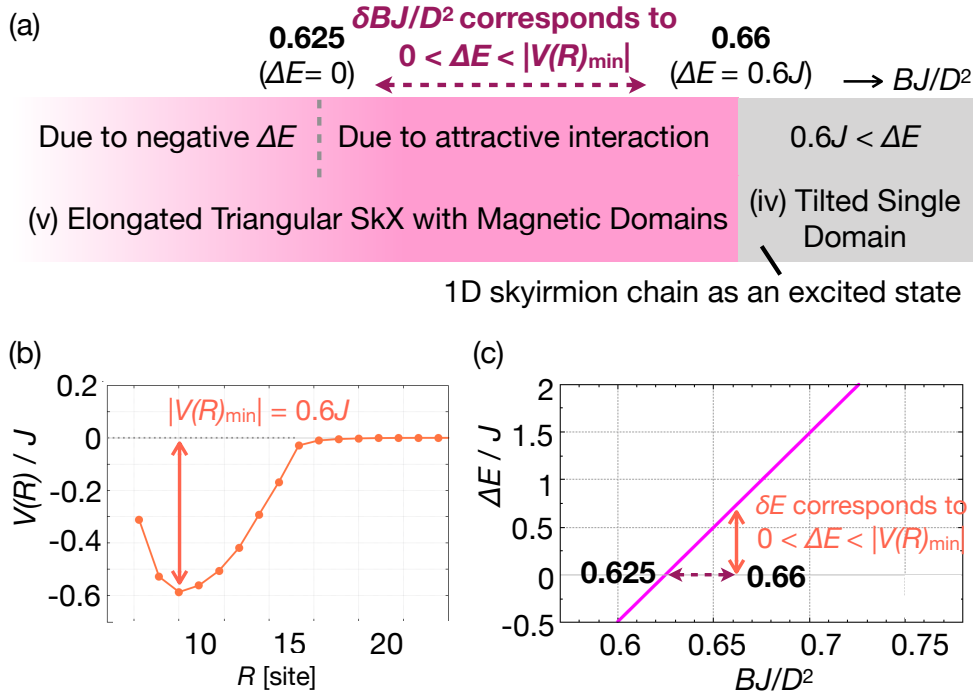 (a)
δBJ/D² corresponds to
0 < ΔE < |V(R)min|
0.625
(ΔE = 0)
0.66
(ΔE = 0.6J)
→ BJ/D²
Due to negative ΔE
Due to attractive interaction
0.6J < ΔE
(v) Elongated Triangular SkX with Magnetic Domains
(iv) Tilted Single
Domain
1D skyirmion chain as an excited state
(b)
V(R) / J
0.2
0
-0.2
-0.4
-0.6
|V(R)min| = 0.6J
10
15
20
R [site]
(c)
ΔE / J
2
1.5
1
0.5
0
-0.5
δE corresponds to
0 < ΔE < |V(R)min|
0.625
0.66
0.6
0.65
0.7
0.75
BJ/D²